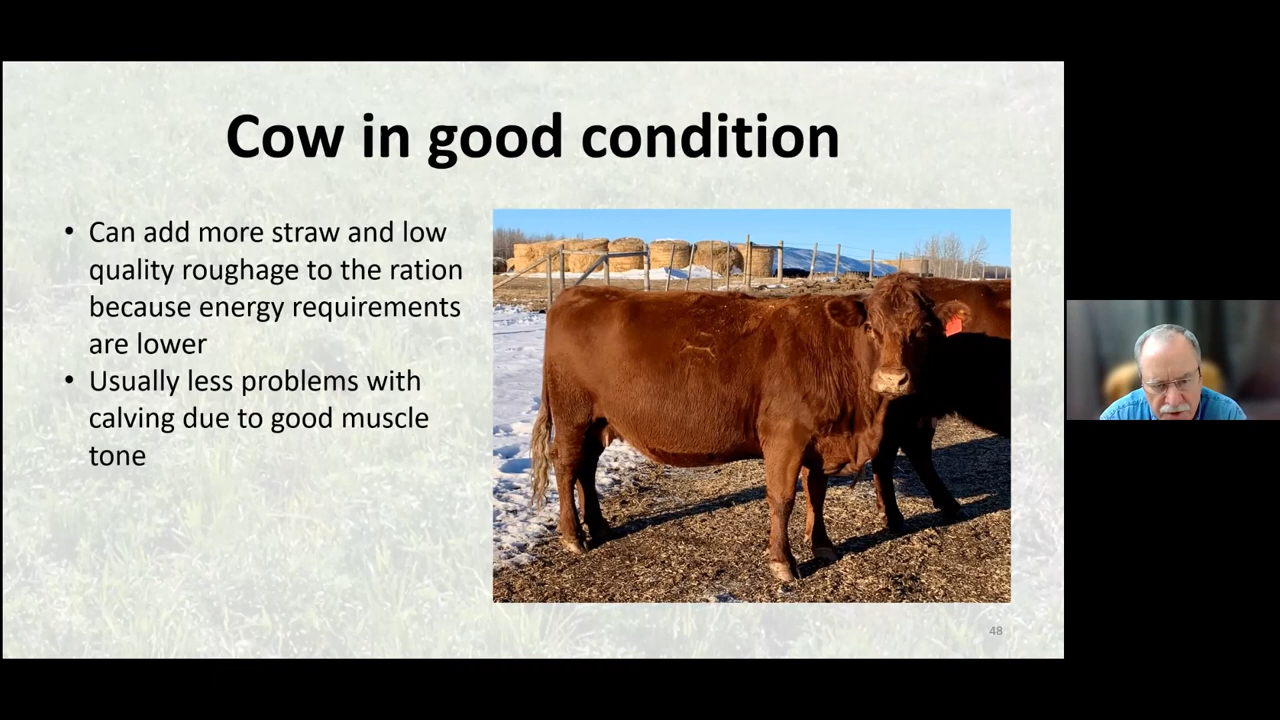 Cow in good condition
• Can add more straw and low
quality roughage to the ration
because energy requirements
are lower
• Usually less problems with
calving due to good muscle
tone
48